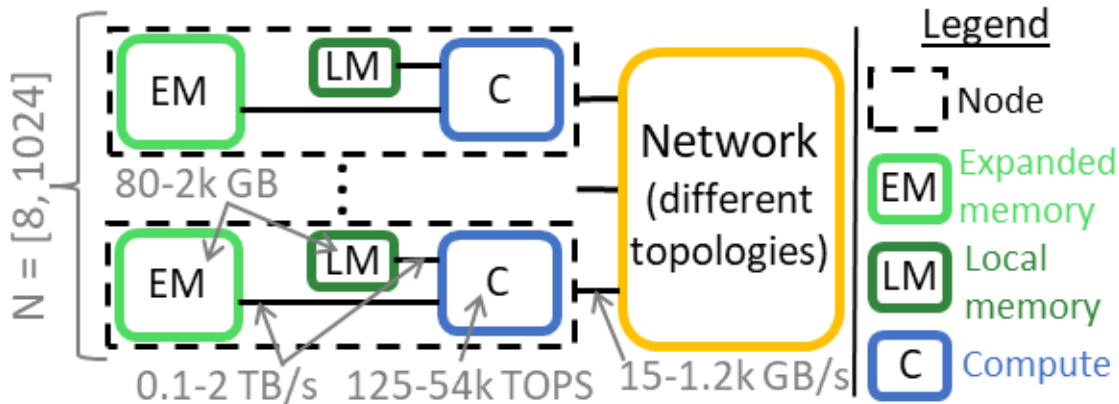 N = [8, 1024]
EM
LM
C
80-2k GB
EM
LM
C
0.1-2 TB/s
125-54k TOPS
15-1.2k GB/s
Network
(different
topologies)
Legend
Node
EM
Expanded
memory
LM
Local
memory
C
Compute